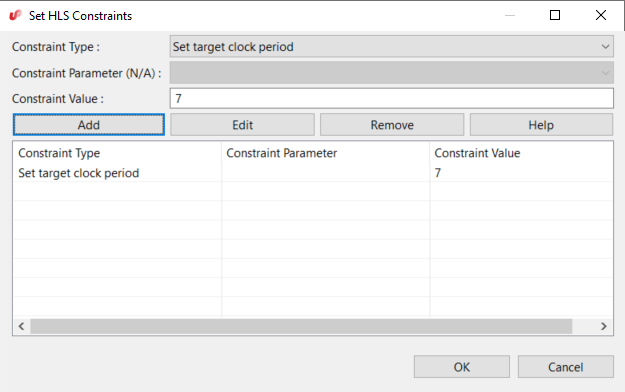 Set HLS Constraints
Constraint Type : Set target clock period
Constraint Parameter (N/A) :
Constraint Value : 7
Add Edit Remove Help
Constraint Type Constraint Parameter Constraint Value
Set target clock period 7
OK Cancel